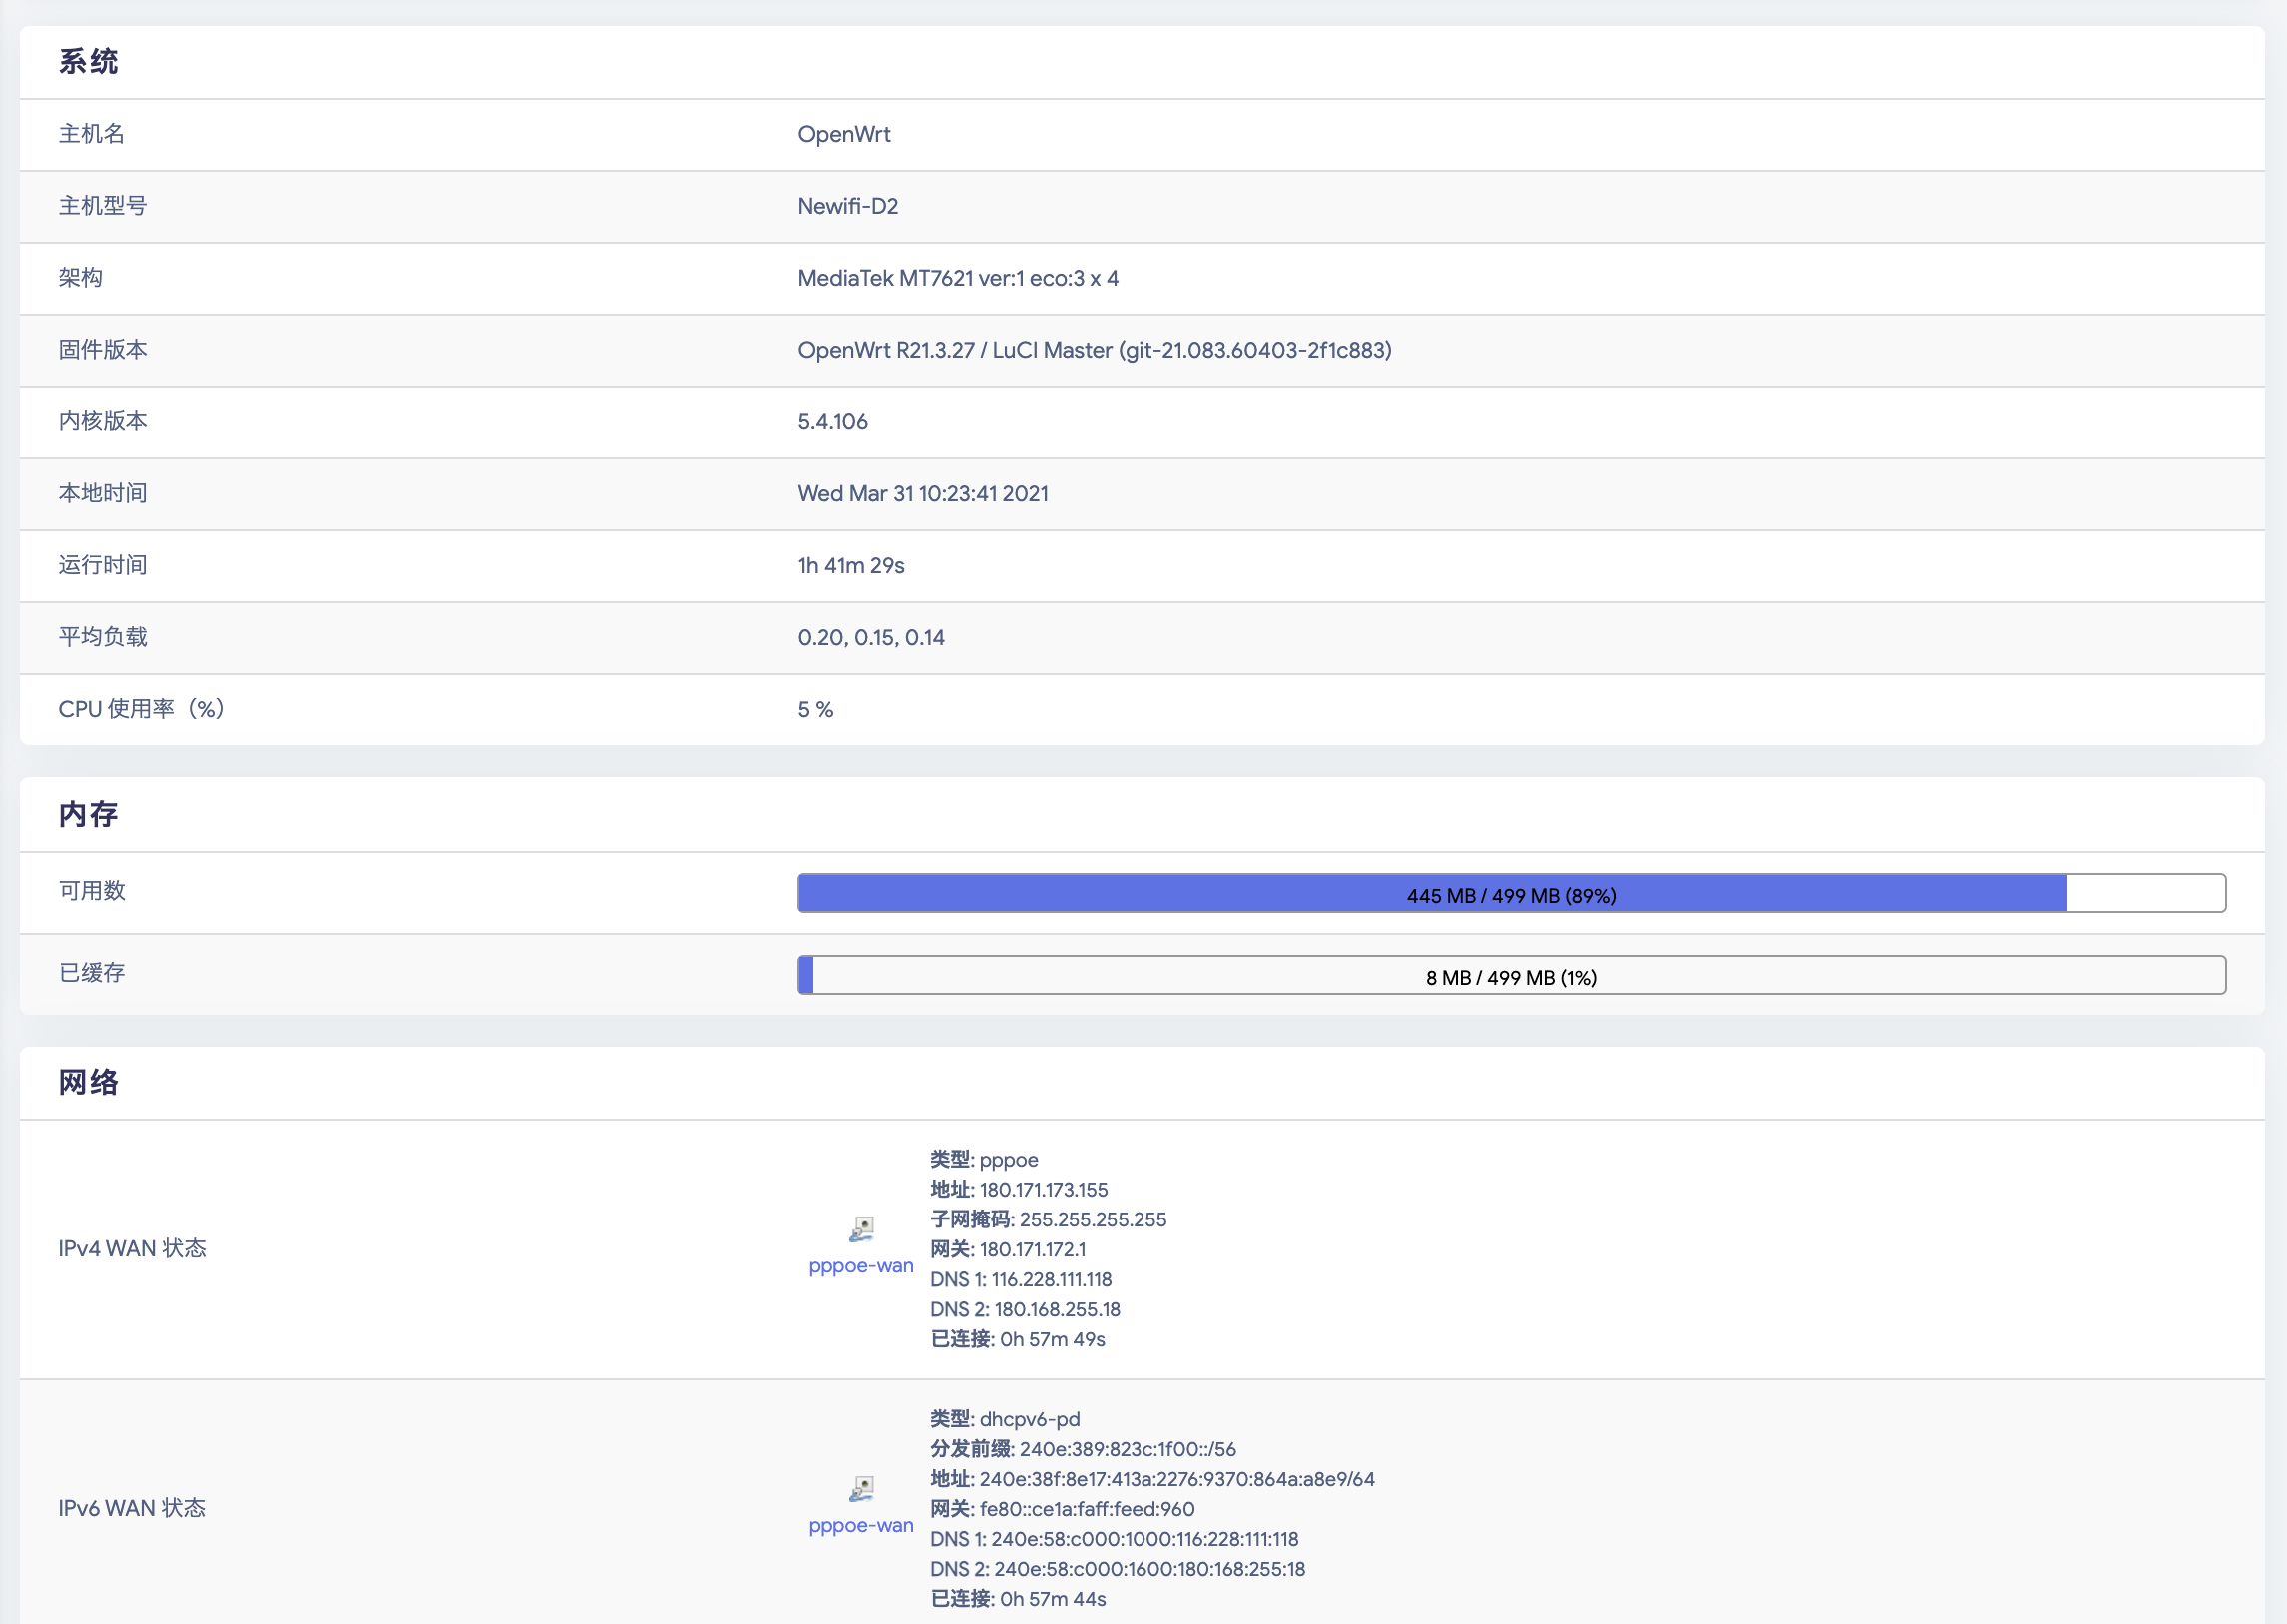 系统
主机名 OpenWrt
主机型号 Newifi-D2
架构 MediaTek MT7621 ver:1 eco:3 x 4
固件版本 OpenWrt R21.3.27 / LuCI Master (git-21.083.60403-2f1c883)
内核版本 5.4.106
本地时间 Wed Mar 31 10:23:41 2021
运行时间 1h 41m 29s
平均负载 0.20, 0.15, 0.14
CPU 使用率（%） 5 %
内存
可用数 445 MB / 499 MB (89%)
已缓存 8 MB / 499 MB (1%)
网络
IPv4 WAN 状态
pppoe-wan
类型: pppoe
地址: 180.171.173.155
子网掩码: 255.255.255.255
网关: 180.171.172.1
DNS 1: 116.228.111.118
DNS 2: 180.168.255.18
已连接: 0h 57m 49s
IPv6 WAN 状态
pppoe-wan
类型: dhcpv6-pd
分发前缀: 240e:389:823c:1f00::/56
地址: 240e:38f:8e17:413a:2276:9370:864a:a8e9/64
网关: fe80::ce1a:faff:feed:960
DNS 1: 240e:58:c000:1000:116:228:111:118
DNS 2: 240e:58:c000:1600:180:168:255:18
已连接: 0h 57m 44s